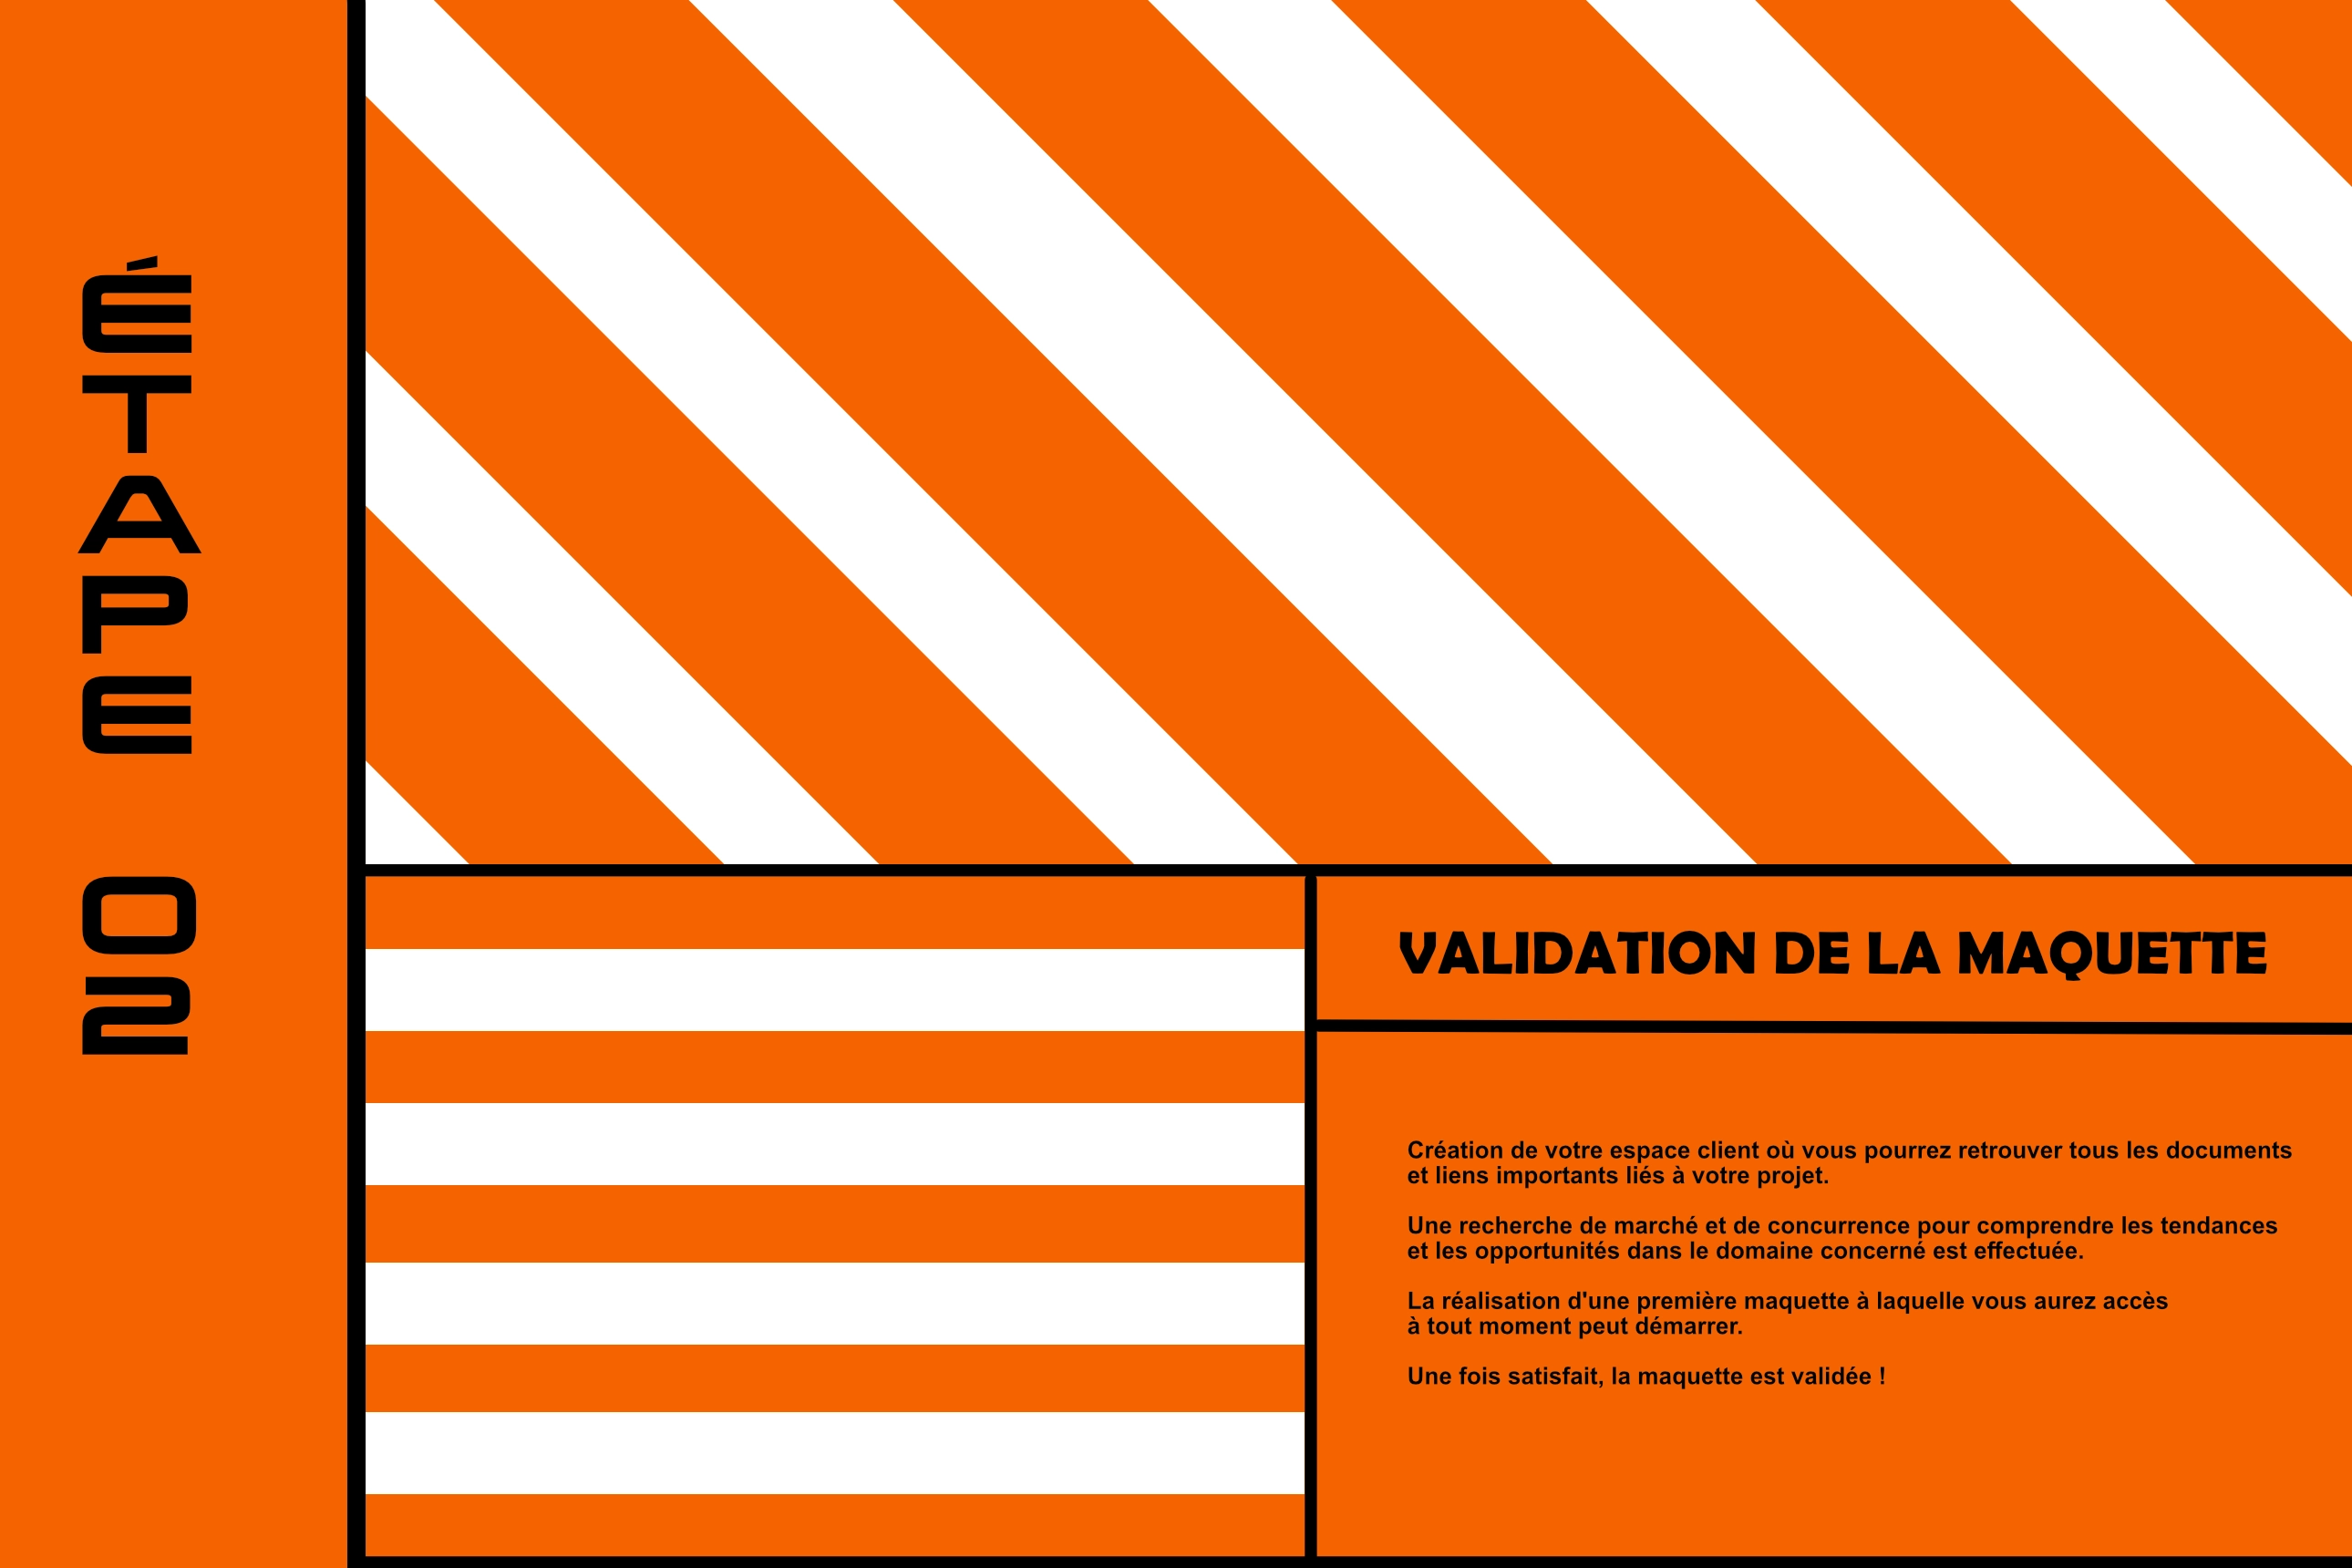 ÉTAPE 02
VALIDATION DE LA MAQUETTE
Création de votre espace client où vous pourrez retrouver tous les documents
et liens importants liés à votre projet.
Une recherche de marché et de concurrence pour comprendre les tendances
et les opportunités dans le domaine concerné est effectuée.
La réalisation d'une première maquette à laquelle vous aurez accès
à tout moment peut démarrer.
Une fois satisfait, la maquette est validée !